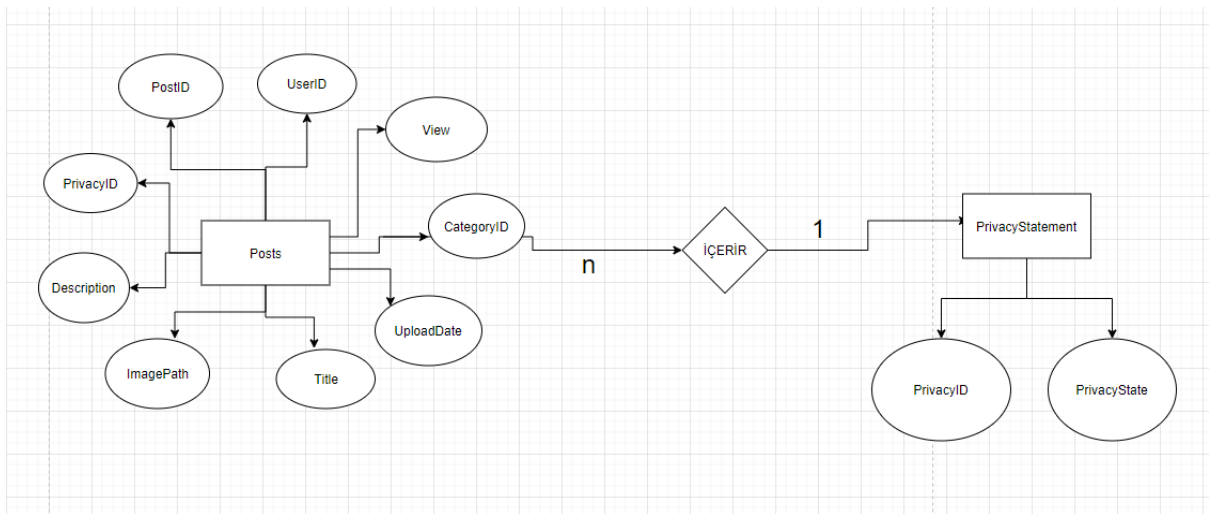 PostID
UserID
View
PrivacyID
CategoryID
Posts
İÇERİR
1
n
PrivacyStatement
Description
UploadDate
ImagePath
Title
PrivacyID
PrivacyState